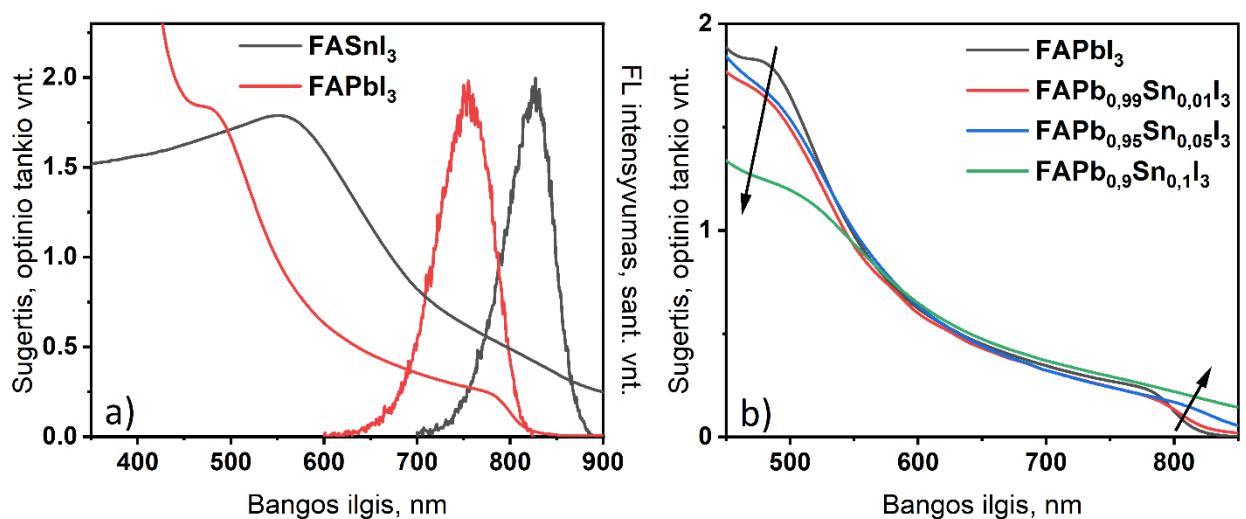 Sugertis, optinio tankio vnt.
2.0
1.5
1.0
0.5
0.0
FASnI₃
FAPbI₃
a)
400 500 600 700 800 900
Bangos ilgis, nm
FL intensyvumas, sant. vnt.
Sugertis, optinio tankio vnt.
2
1
0
FAPbI₃
FAPb₀,₉₉Sn₀,₀₁I₃
FAPb₀,₉₅Sn₀,₀₅I₃
FAPb₀,₉Sn₀,₁I₃
b)
500 600 700 800
Bangos ilgis, nm